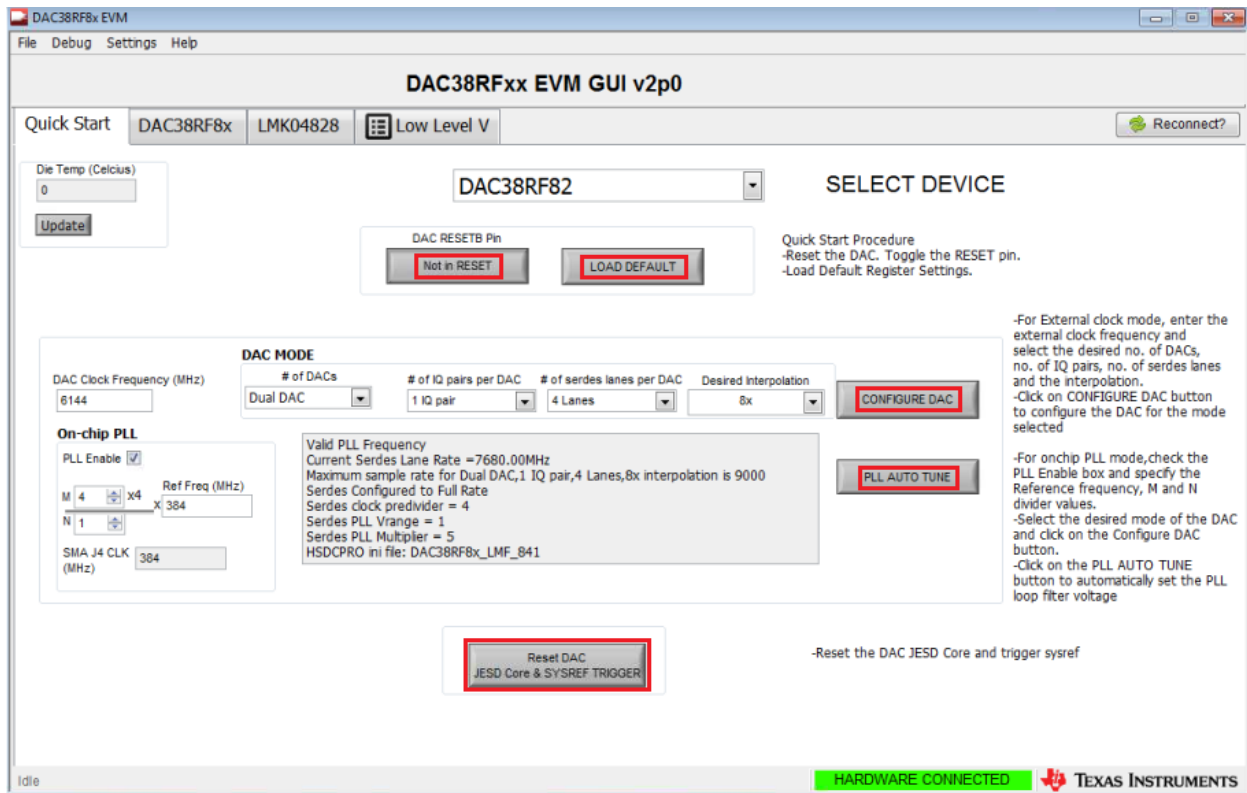 DAC38RF8x EVM
File Debug Settings Help
DAC38RFxx EVM GUI v2p0
Quick Start DAC38RF8x LMK04828 Low Level V Reconnect?
Die Temp (Celcius)
0
Update
DAC38RF82
SELECT DEVICE
DAC RESETB Pin
Not in RESET LOAD DEFAULT
Quick Start Procedure
-Reset the DAC. Toggle the RESET pin.
-Load Default Register Settings.
DAC MODE
DAC Clock Frequency (MHz)
6144
# of DACs
Dual DAC
# of IQ pairs per DAC
1 IQ pair
# of serdes lanes per DAC
4 Lanes
Desired Interpolation
8x
CONFIGURE DAC
On-chip PLL
PLL Enable
M 4 x4
N 1
x
Ref Freq (MHz)
384
SMA J4 CLK
(MHz)
384
Valid PLL Frequency
Current Serdes Lane Rate =7680.00MHz
Maximum sample rate for Dual DAC,1 IQ pair,4 Lanes,8x interpolation is 9000
Serdes Configured to Full Rate
Serdes clock predivider = 4
Serdes PLL Vrange = 1
Serdes PLL Multiplier = 5
HSDCPRO ini file: DAC38RF8x_LMF_841
PLL AUTO TUNE
-For External clock mode, enter the
external clock frequency and
select the desired no. of DACs,
no. of IQ pairs, no. of serdes lanes
and the interpolation.
-Click on CONFIGURE DAC button
to configure the DAC for the mode
selected
-For onchip PLL mode,check the
PLL Enable box and specify the
Reference frequency, M and N
divider values.
-Select the desired mode of the DAC
and click on the Configure DAC
button.
-Click on the PLL AUTO TUNE
button to automatically set the PLL
loop filter voltage
Reset DAC
JESD Core & SYSREF TRIGGER
-Reset the DAC JESD Core and trigger sysref
Idle
HARDWARE CONNECTED
TEXAS INSTRUMENTS